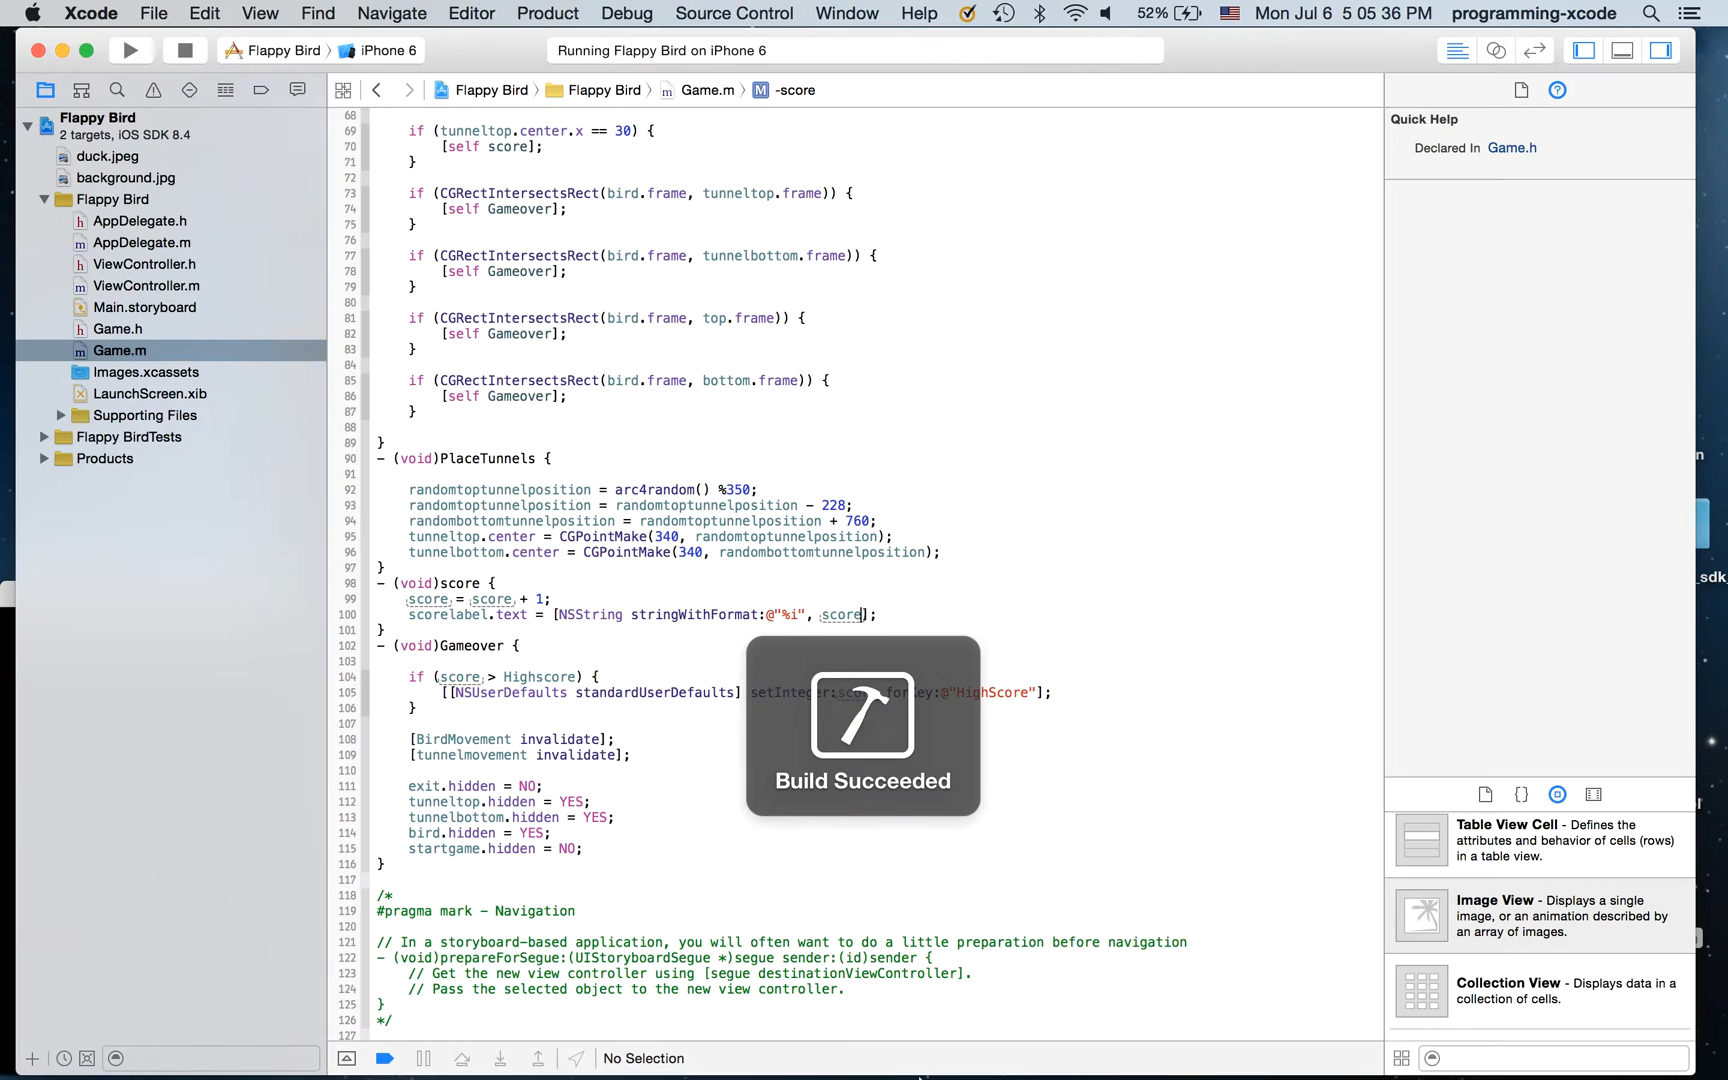 Xcode File Edit View Find Navigate Editor Product Debug Source Control Window Help 52% Mon Jul 6 5 05 36 PM programming-xcode
Flappy Bird iPhone 6
Running Flappy Bird on iPhone 6
Flappy Bird Flappy Bird Game.m M -score
Flappy Bird
2 targets, iOS SDK 8.4
duck.jpeg
background.jpg
Flappy Bird
h AppDelegate.h
m AppDelegate.m
h ViewController.h
m ViewController.m
Main.storyboard
h Game.h
m Game.m
Images.xcassets
LaunchScreen.xib
Supporting Files
Flappy BirdTests
Products
68
69 if (tunneltop.center.x == 30) {
70 [self score];
71 }
72
73 if (CGRectIntersectsRect(bird.frame, tunneltop.frame)) {
74 [self Gameover];
75 }
76
77 if (CGRectIntersectsRect(bird.frame, tunnelbottom.frame)) {
78 [self Gameover];
79 }
80
81 if (CGRectIntersectsRect(bird.frame, top.frame)) {
82 [self Gameover];
83 }
84
85 if (CGRectIntersectsRect(bird.frame, bottom.frame)) {
86 [self Gameover];
87 }
88
89 }
90 - (void)PlaceTunnels {
91
92 randomtoptunnelposition = arc4random() %350;
93 randomtoptunnelposition = randomtoptunnelposition - 228;
94 randombottomtunnelposition = randomtoptunnelposition + 760;
95 tunneltop.center = CGPointMake(340, randomtoptunnelposition);
96 tunnelbottom.center = CGPointMake(340, randombottomtunnelposition);
97 }
98 - (void)score {
99 score = score + 1;
100 scorelabel.text = [NSString stringWithFormat:@"%i", score];
101 }
102 - (void)Gameover {
103
104 if (score > Highscore) {
105 [[NSUserDefaults standardUserDefaults] setInteger:score forKey:@"HighScore"];
106 }
107
108 [BirdMovement invalidate];
109 [tunnelmovement invalidate];
110
111 exit.hidden = NO;
112 tunneltop.hidden = YES;
113 tunnelbottom.hidden = YES;
114 bird.hidden = YES;
115 startgame.hidden = NO;
116 }
117
118 /*
119 #pragma mark - Navigation
120
121 // In a storyboard-based application, you will often want to do a little preparation before navigation
122 - (void)prepareForSegue:(UIStoryboardSegue *)segue sender:(id)sender {
123 // Get the new view controller using [segue destinationViewController].
124 // Pass the selected object to the new view controller.
125 }
126 */
127
Build Succeeded
No Selection
Quick Help
Declared In Game.h
Table View Cell - Defines the
attributes and behavior of cells (rows)
in a table view.
Image View - Displays a single
image, or an animation described by
an array of images.
Collection View - Displays data in a
collection of cells.
_sdk_